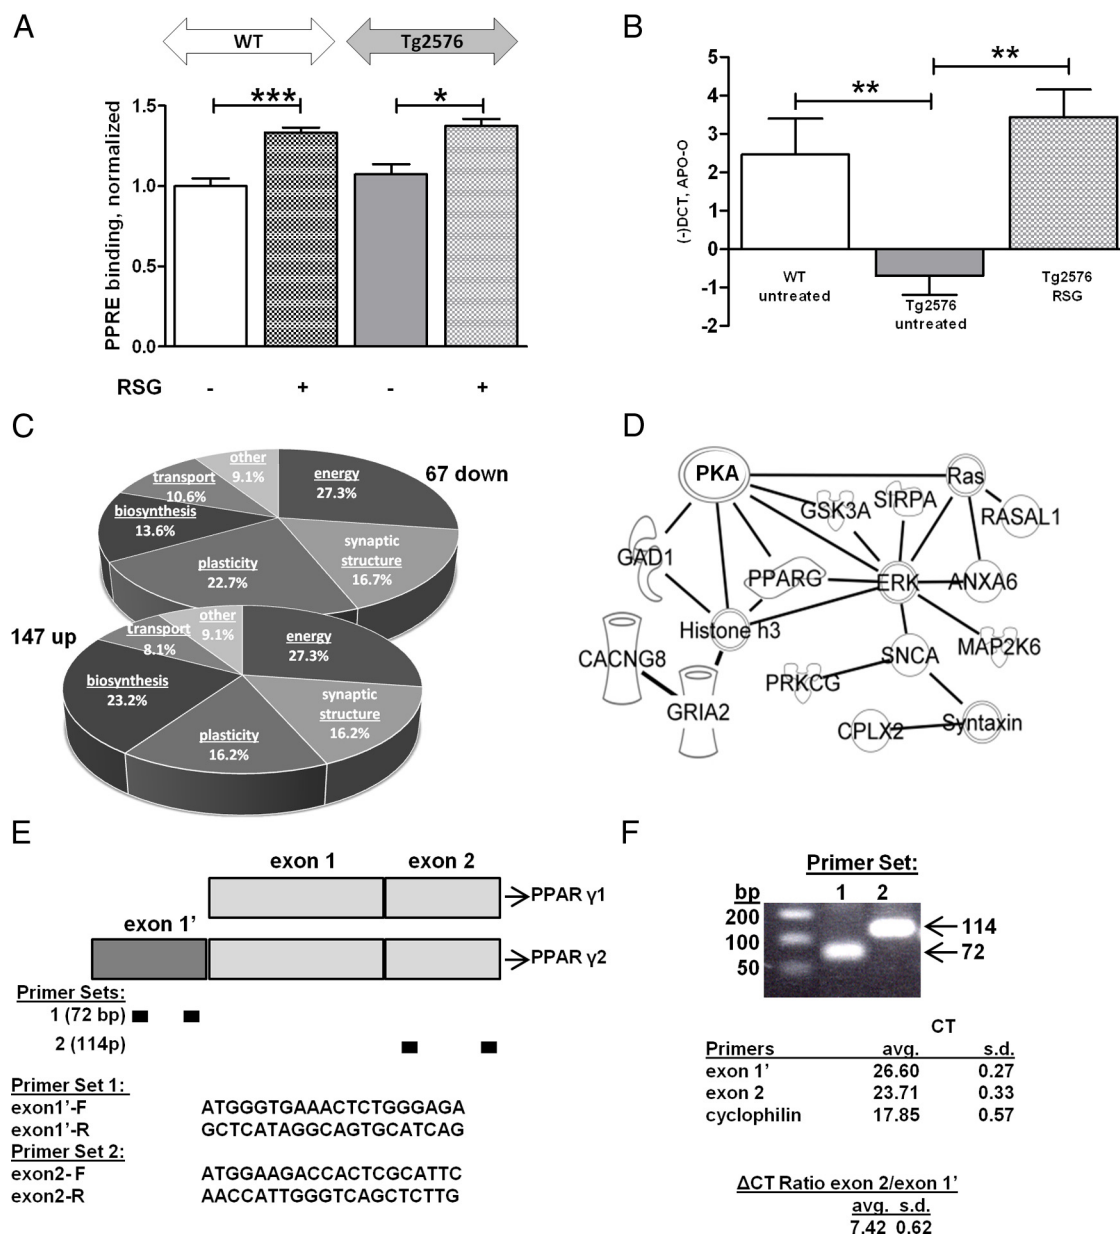 A
WT
Tg2576
***
*
1.5
1.0
0.5
0.0
PPRE binding, normalized
RSG - + - +
B
**
**
5
4
3
2
1
0
-1
-2
(-)DCT, APO-O
WT
untreated
Tg2576
untreated
Tg2576
RSG
C
67 down
other
9.1%
energy
27.3%
transport
10.6%
biosynthesis
13.6%
synaptic
structure
16.7%
plasticity
22.7%
147 up
other
9.1%
energy
27.3%
transport
8.1%
biosynthesis
23.2%
synaptic
structure
16.2%
plasticity
16.2%
D
PKA
Ras
GSK3A
SIRPA
RASAL1
GAD1
PPARG
ERK
ANXA6
Histone h3
MAP2K6
CACNG8
SNCA
PRKCG
GRIA2
CPLX2
Syntaxin
E
exon 1 exon 2
PPAR γ1
exon 1'
PPAR γ2
Primer Sets:
1 (72 bp)
2 (114p)
Primer Set 1:
exon1'-F ATGGGTGAAACTCTGGGAGA
exon1'-R GCTCATAGGCAGTGCATCAG
Primer Set 2:
exon2- F ATGGAAGACCACTCGCATTC
exon2-R AACCATTGGGTCAGCTCTTG
F
Primer Set:
bp 1 2
200
100
50
114
72
CT
Primers avg. s.d.
exon 1' 26.60 0.27
exon 2 23.71 0.33
cyclophilin 17.85 0.57
ΔCT Ratio exon 2/exon 1'
avg. s.d.
7.42 0.62